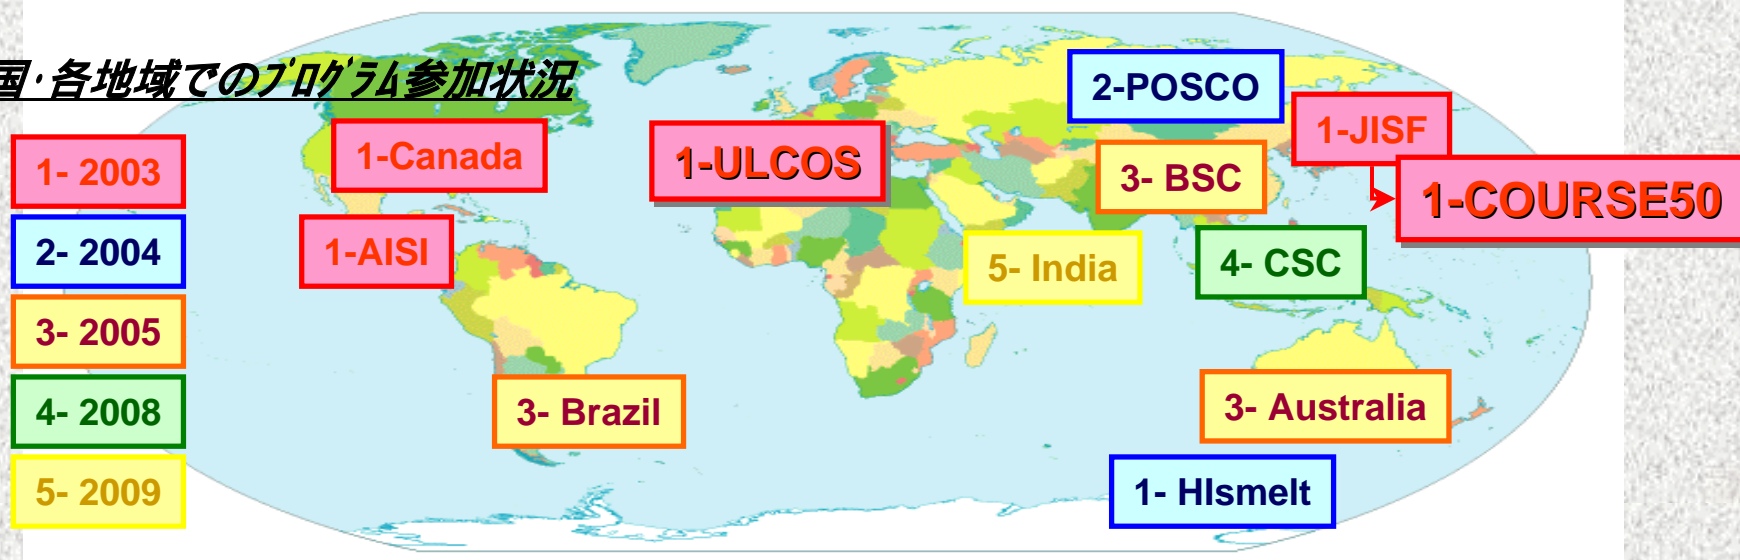 国・各地域でのプログラム参加状況
1- 2003
2- 2004
3- 2005
4- 2008
5- 2009
1-Canada
1-AISI
3- Brazil
1-ULCOS
2-POSCO
3- BSC
5- India
4- CSC
1-JISF
1-COURSE50
3- Australia
1- HIsmelt